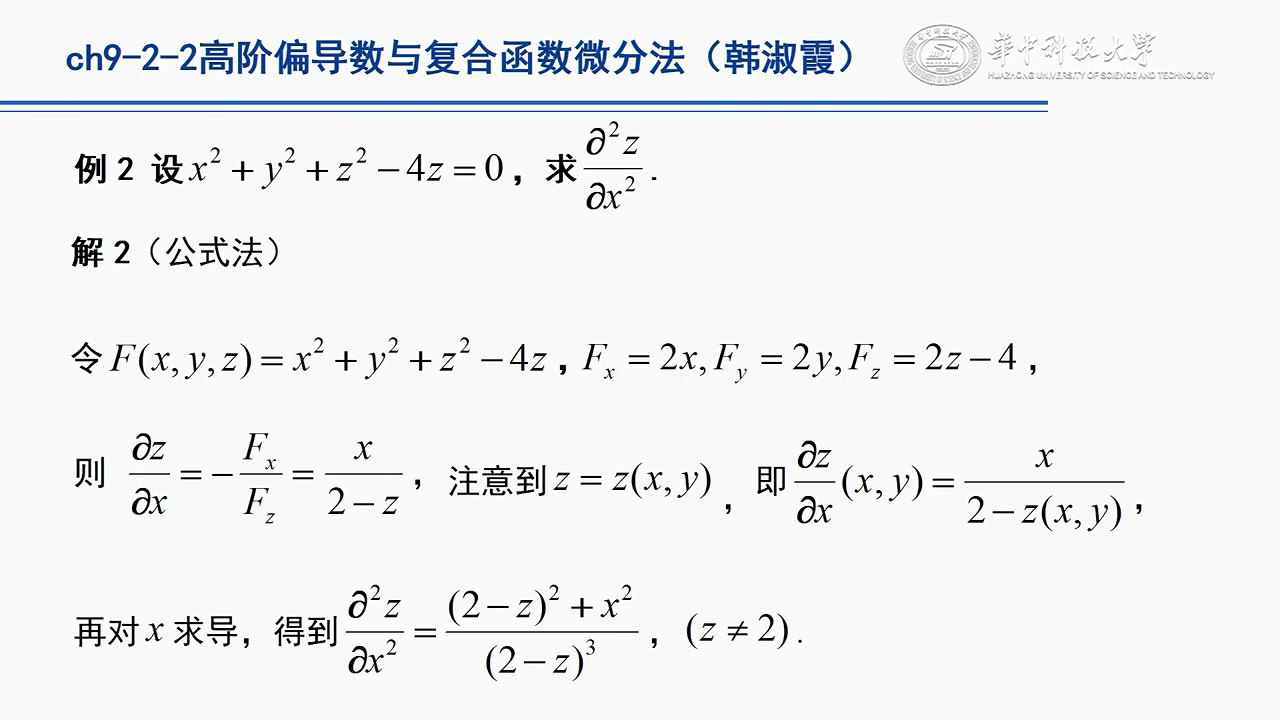 ch9-2-2高阶偏导数与复合函数微分法（韩淑霞）
華中科技大学
HUAZHONG UNIVERSITY OF SCIENCE AND TECHNOLOGY
例 2 设 x² + y² + z² − 4z = 0，求 ∂²z/∂x² .
解 2（公式法）
令 F(x, y, z) = x² + y² + z² − 4z，F_x = 2x, F_y = 2y, F_z = 2z − 4，
则 ∂z/∂x = − F_x/F_z = x/(2 − z)，注意到 z = z(x, y)，即 ∂z/∂x (x, y) = x/(2 − z(x, y))，
再对 x 求导，得到 ∂²z/∂x² = ((2 − z)² + x²)/(2 − z)³，(z ≠ 2) .